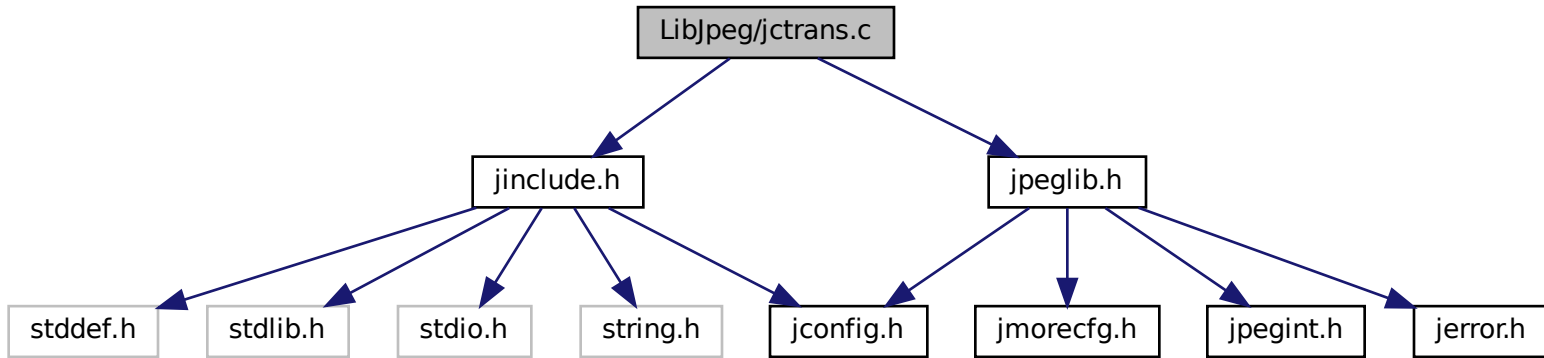 LibJpeg/jctrans.c
jinclude.h
jpeglib.h
stddef.h
stdlib.h
stdio.h
string.h
jconfig.h
jmorecfg.h
jpegint.h
jerror.h